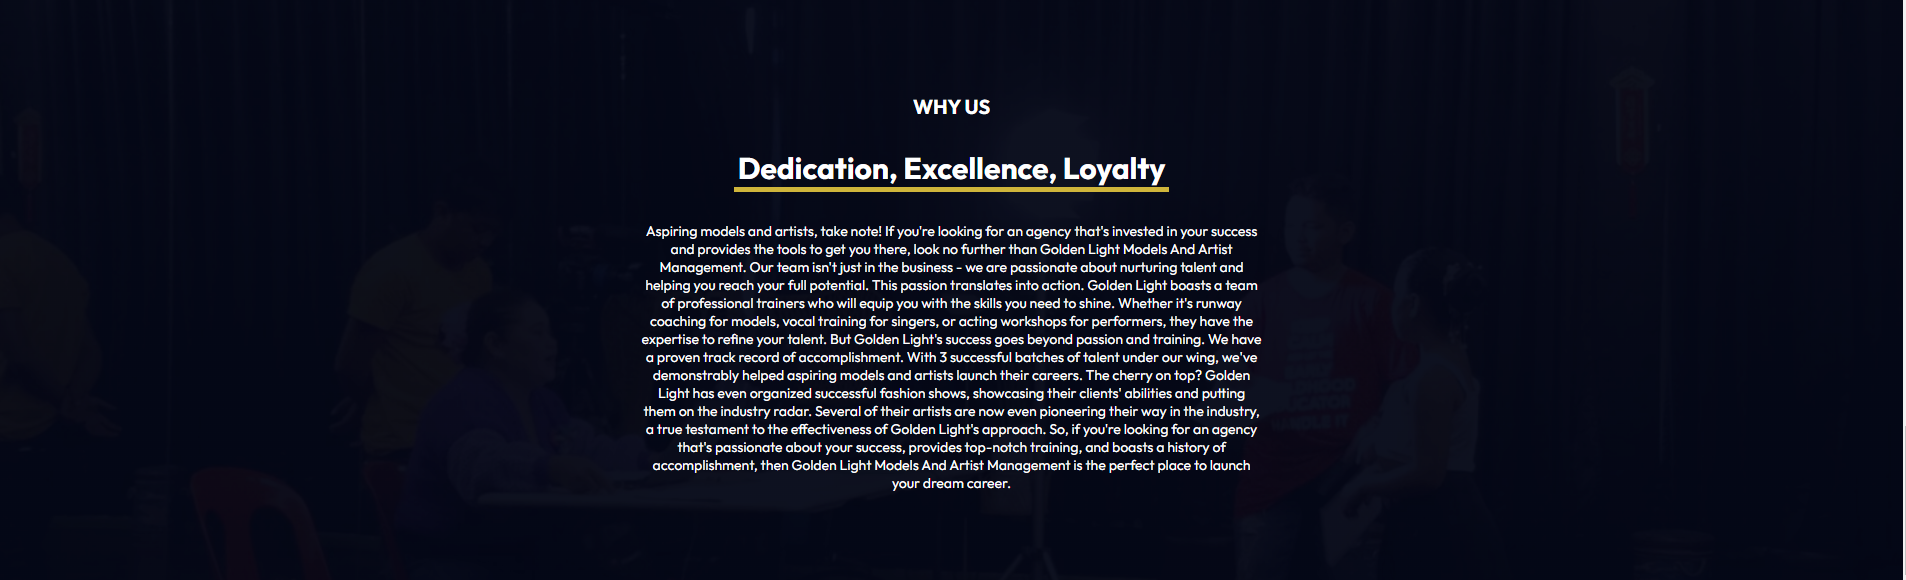 WHY US
Dedication, Excellence, Loyalty
Aspiring models and artists, take note! If you're looking for an agency that's invested in your success
and provides the tools to get you there, look no further than Golden Light Models And Artist
Management. Our team isn't just in the business - we are passionate about nurturing talent and
helping you reach your full potential. This passion translates into action. Golden Light boasts a team
of professional trainers who will equip you with the skills you need to shine. Whether it's runway
coaching for models, vocal training for singers, or acting workshops for performers, they have the
expertise to refine your talent. But Golden Light's success goes beyond passion and training. We have
a proven track record of accomplishment. With 3 successful batches of talent under our wing, we've
demonstrably helped aspiring models and artists launch their careers. The cherry on top? Golden
Light has even organized successful fashion shows, showcasing their clients' abilities and putting
them on the industry radar. Several of their artists are now even pioneering their way in the industry,
a true testament to the effectiveness of Golden Light's approach. So, if you're looking for an agency
that's passionate about your success, provides top-notch training, and boasts a history of
accomplishment, then Golden Light Models And Artist Management is the perfect place to launch
your dream career.